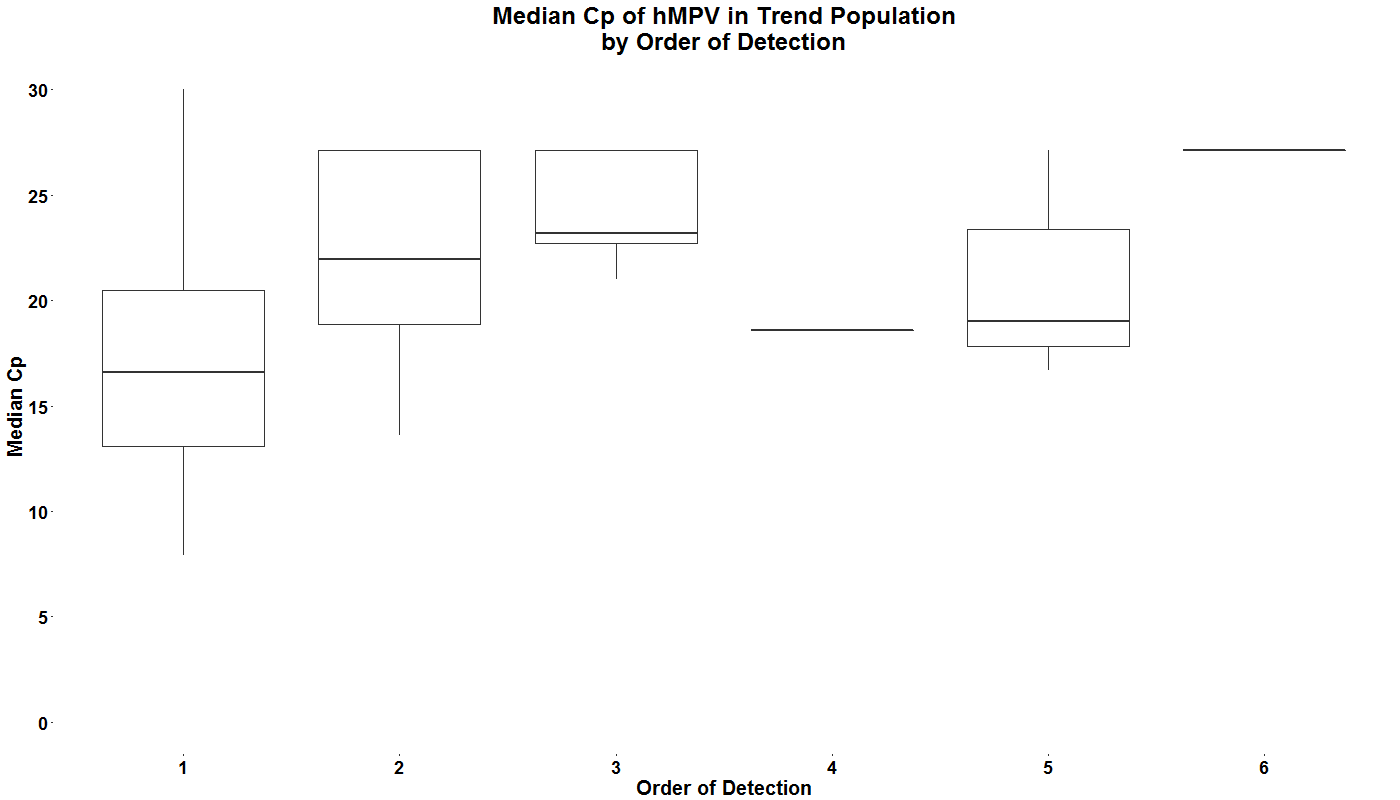 Median Cp of hMPV in Trend Population
by Order of Detection
30
25
20
15
10
5
0
Median Cp
1 2 3 4 5 6
Order of Detection